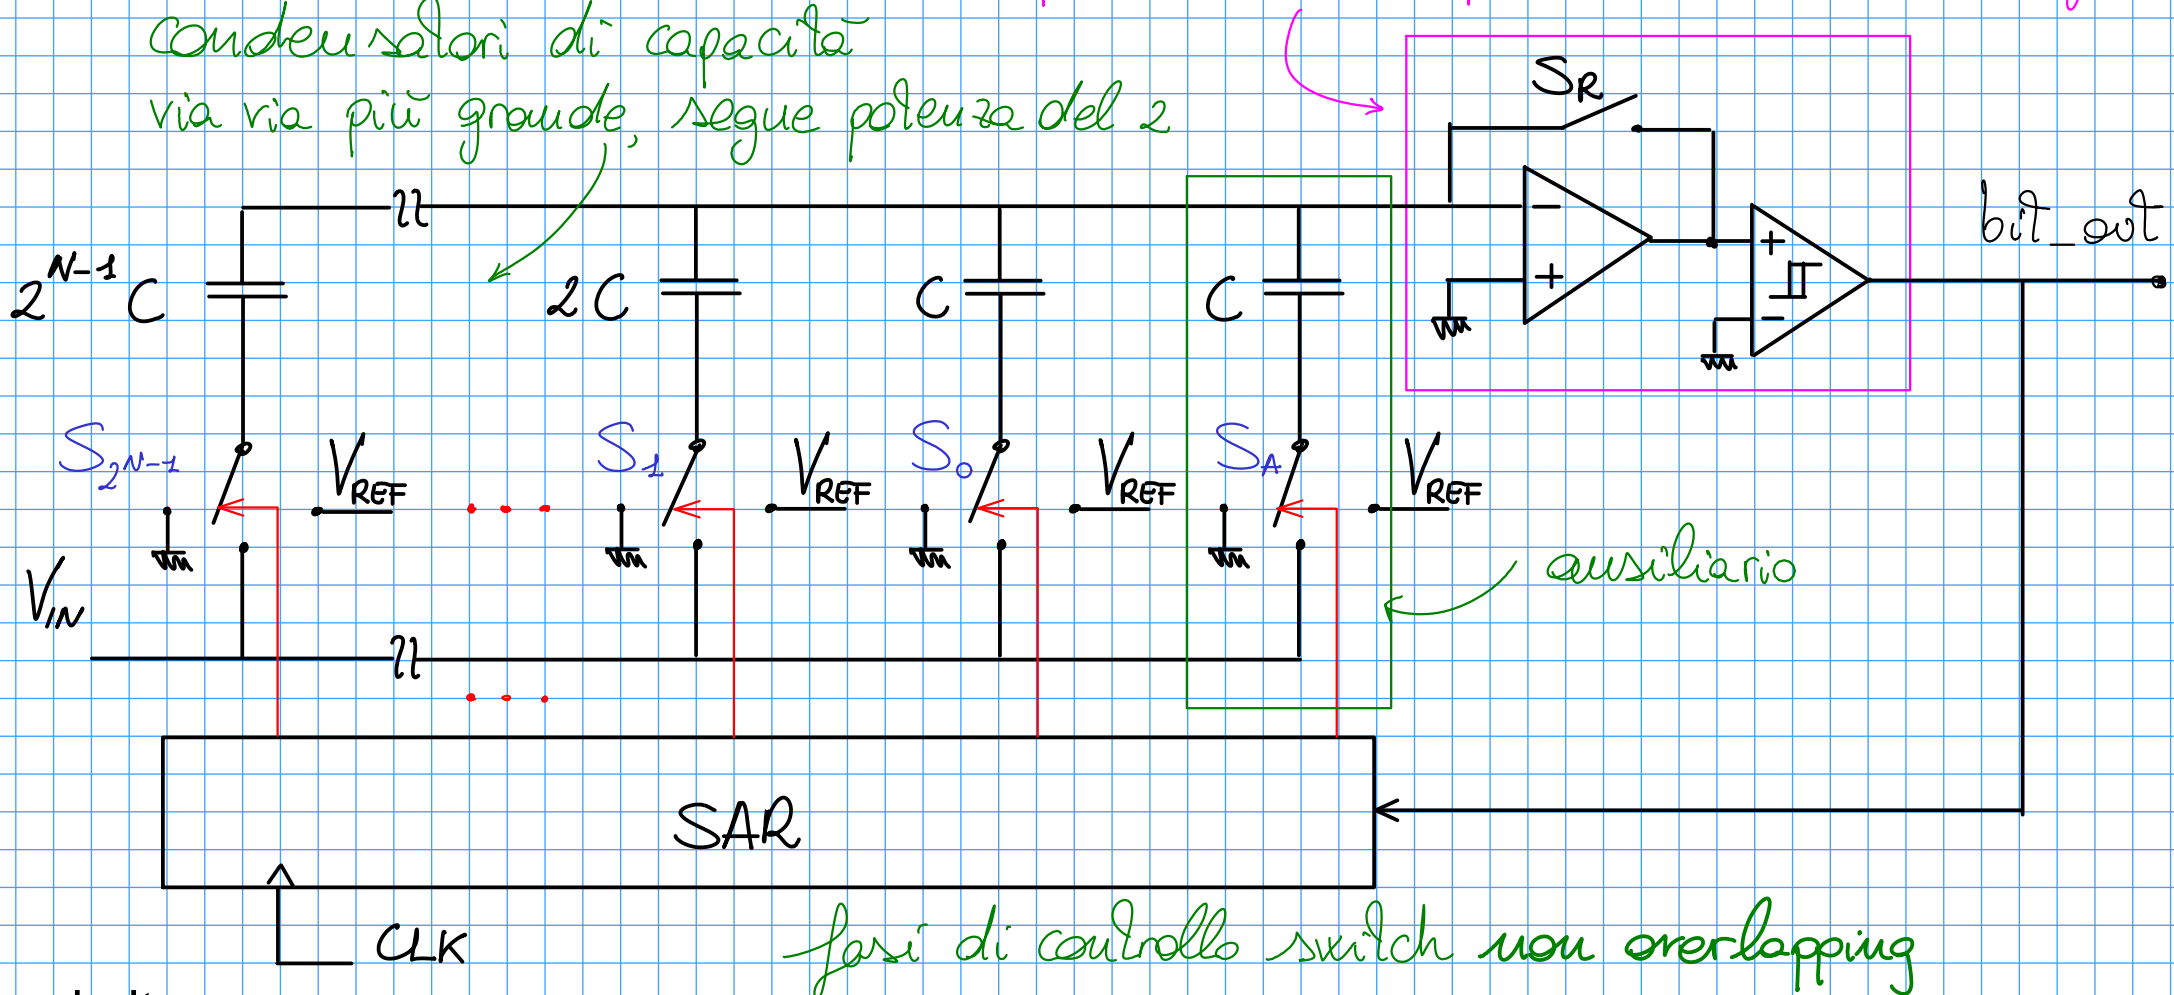 condensatori di capacità
via via più grande, segue potenza del 2
S_R
bit_out
2^{N-1} C
2C
C
C
-
+
+
-
S_{2^{N-1}}
V_REF
S_1
V_REF
S_0
V_REF
S_A
V_REF
V_IN
ausiliario
SAR
CLK
fasi di controllo switch non overlapping